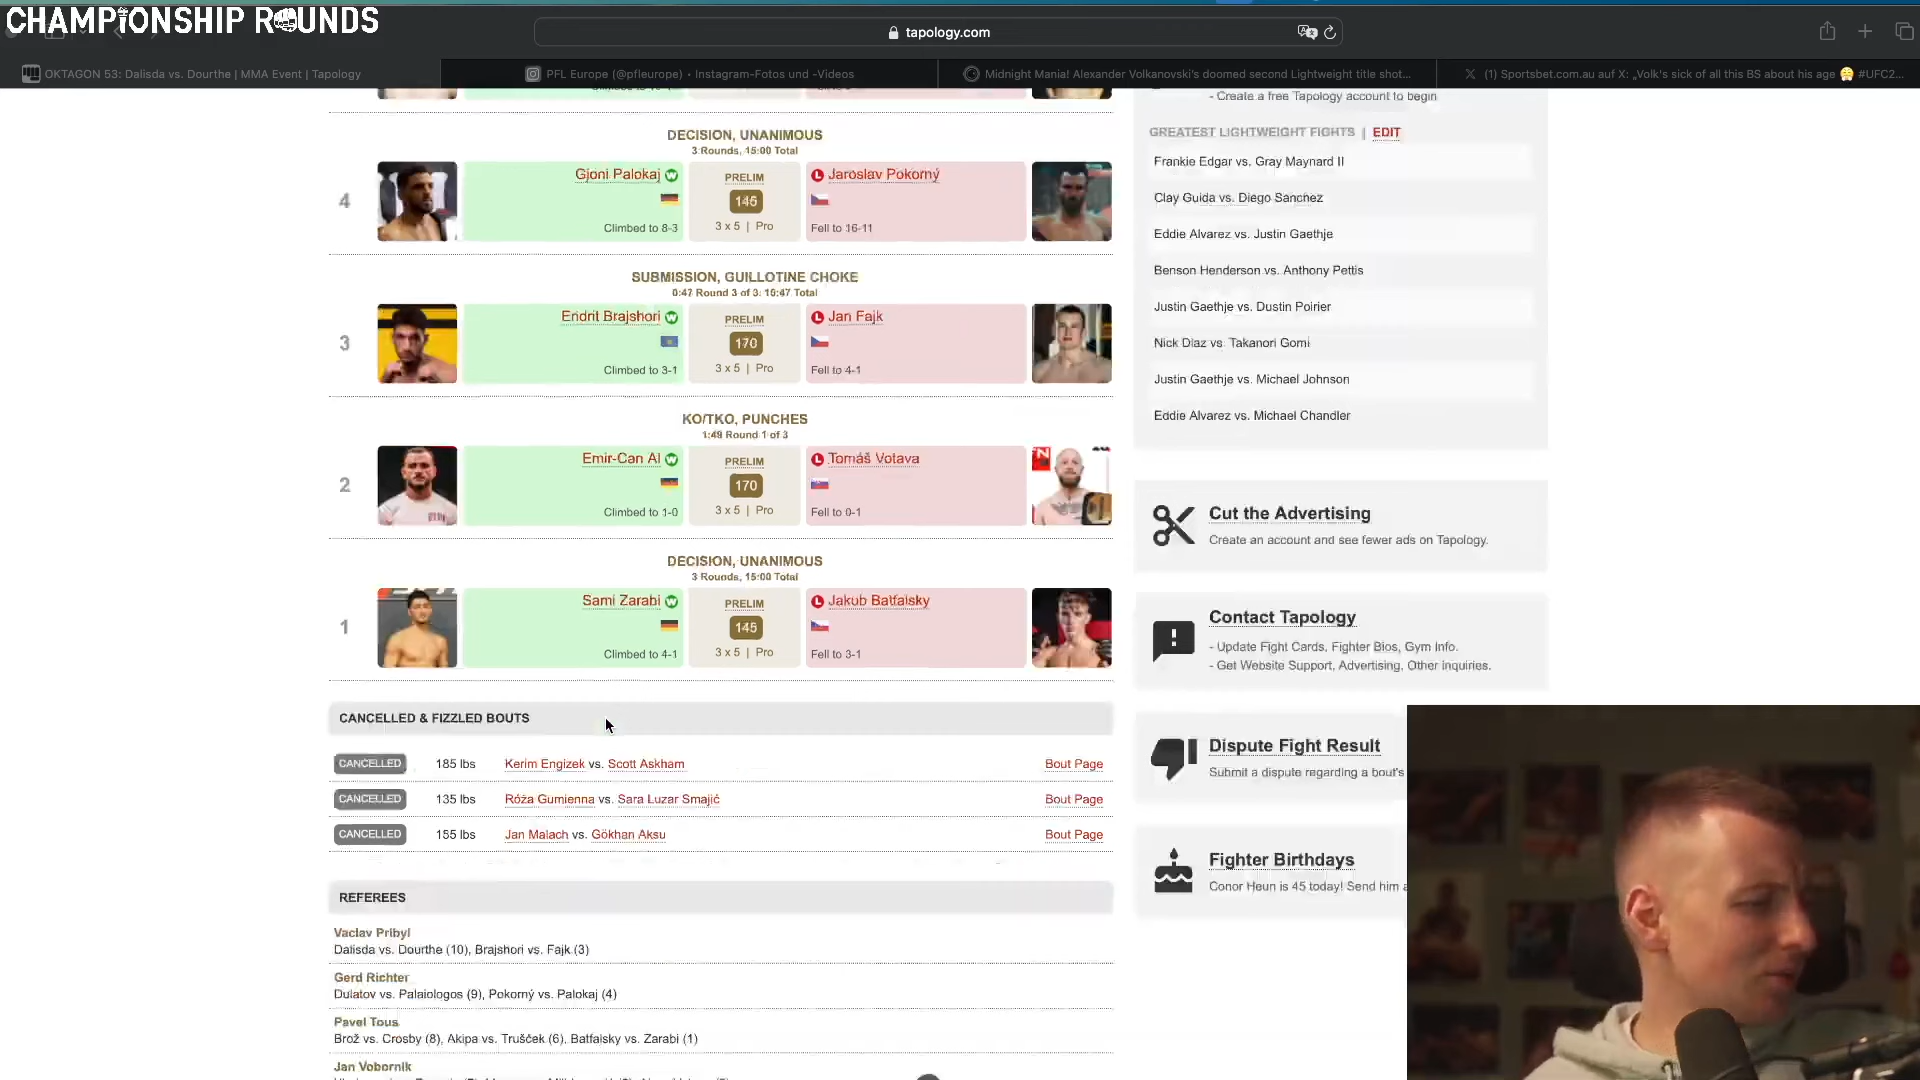 CHAMPIONSHIP ROUNDS
tapology.com
OKTAGON 53: Dalisda vs. Dourthe | MMA Event | Tapology
PFL Europe (@pfleurope) • Instagram-Fotos und -Videos
Midnight Mania! Alexander Volkanovski's doomed second Lightweight title shot...
(1) Sportsbet.com.au auf X: „Volk's sick of all this BS about his age 😤 #UFC2...
- Create a free Tapology account to begin
DECISION, UNANIMOUS
3 Rounds, 15:00 Total
4
Gjoni Palokaj W
Climbed to 8-3
PRELIM
145
3 x 5 | Pro
L Jaroslav Pokorný
Fell to 16-11
SUBMISSION, GUILLOTINE CHOKE
0:47 Round 3 of 3, 10:47 Total
3
Endrit Brajshori W
Climbed to 3-1
PRELIM
170
3 x 5 | Pro
L Jan Fajk
Fell to 4-1
KO/TKO, PUNCHES
1:49 Round 1 of 3
2
Emir-Can Al W
Climbed to 1-0
PRELIM
170
3 x 5 | Pro
L Tomáš Votava
Fell to 0-1
DECISION, UNANIMOUS
3 Rounds, 15:00 Total
1
Sami Zarabi W
Climbed to 4-1
PRELIM
145
3 x 5 | Pro
L Jakub Batfalsky
Fell to 3-1
CANCELLED & FIZZLED BOUTS
CANCELLED 185 lbs Kerim Engizek vs. Scott Askham Bout Page
CANCELLED 135 lbs Róża Gumienna vs. Sara Luzar Smajić Bout Page
CANCELLED 155 lbs Jan Malach vs. Gökhan Aksu Bout Page
REFEREES
Vaclav Pribyl
Dalisda vs. Dourthe (10), Brajshori vs. Fajk (3)
Gerd Richter
Dulatov vs. Palaiologos (9), Pokorný vs. Palokaj (4)
Pavel Tous
Brož vs. Crosby (8), Akipa vs. Trušček (6), Batfalsky vs. Zarabi (1)
Jan Vobornik
GREATEST LIGHTWEIGHT FIGHTS | EDIT
Frankie Edgar vs. Gray Maynard II
Clay Guida vs. Diego Sanchez
Eddie Alvarez vs. Justin Gaethje
Benson Henderson vs. Anthony Pettis
Justin Gaethje vs. Dustin Poirier
Nick Diaz vs. Takanori Gomi
Justin Gaethje vs. Michael Johnson
Eddie Alvarez vs. Michael Chandler
Cut the Advertising
Create an account and see fewer ads on Tapology.
Contact Tapology
- Update Fight Cards, Fighter Bios, Gym Info.
- Get Website Support, Advertising, Other Inquiries.
Dispute Fight Result
Submit a dispute regarding a bout's
Fighter Birthdays
Conor Heun is 45 today! Send him a